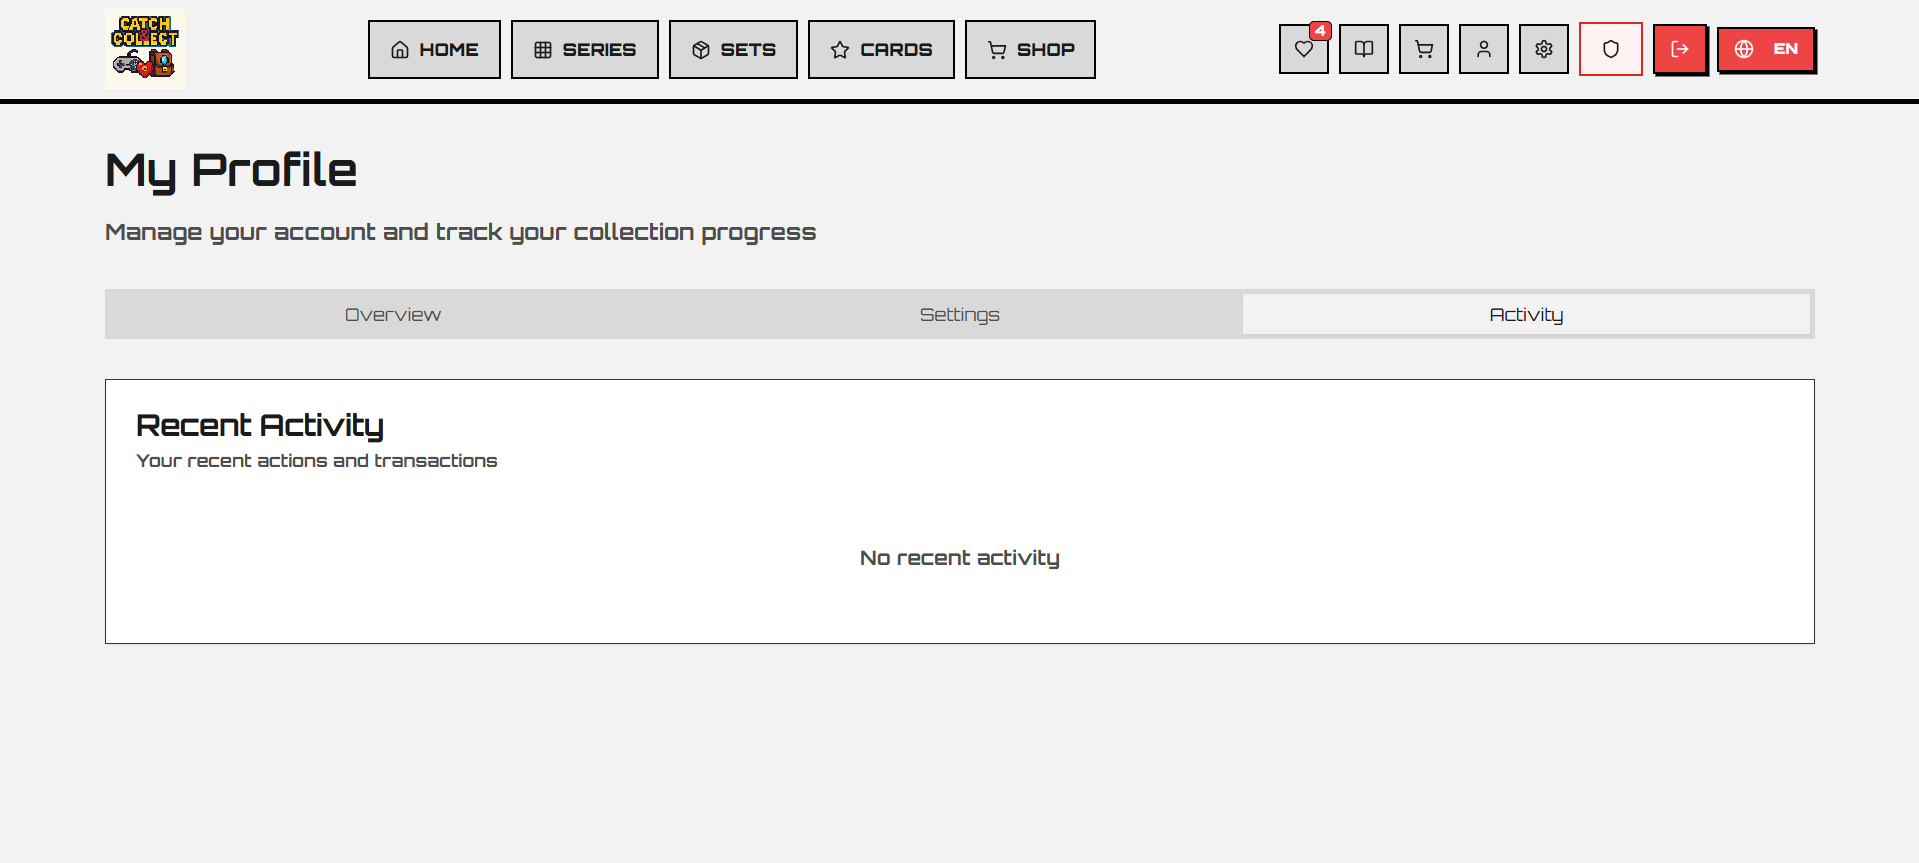 CATCH
&
COLLECT
HOME
SERIES
SETS
CARDS
SHOP
4
EN
My Profile
Manage your account and track your collection progress
Overview
Settings
Activity
Recent Activity
Your recent actions and transactions
No recent activity